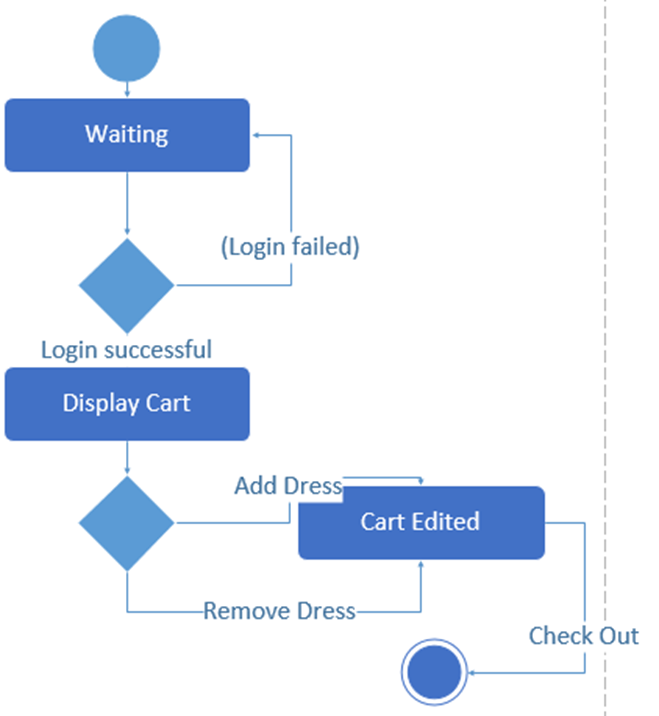 Waiting
(Login failed)
Login successful
Display Cart
Add Dress
Cart Edited
Remove Dress
Check Out